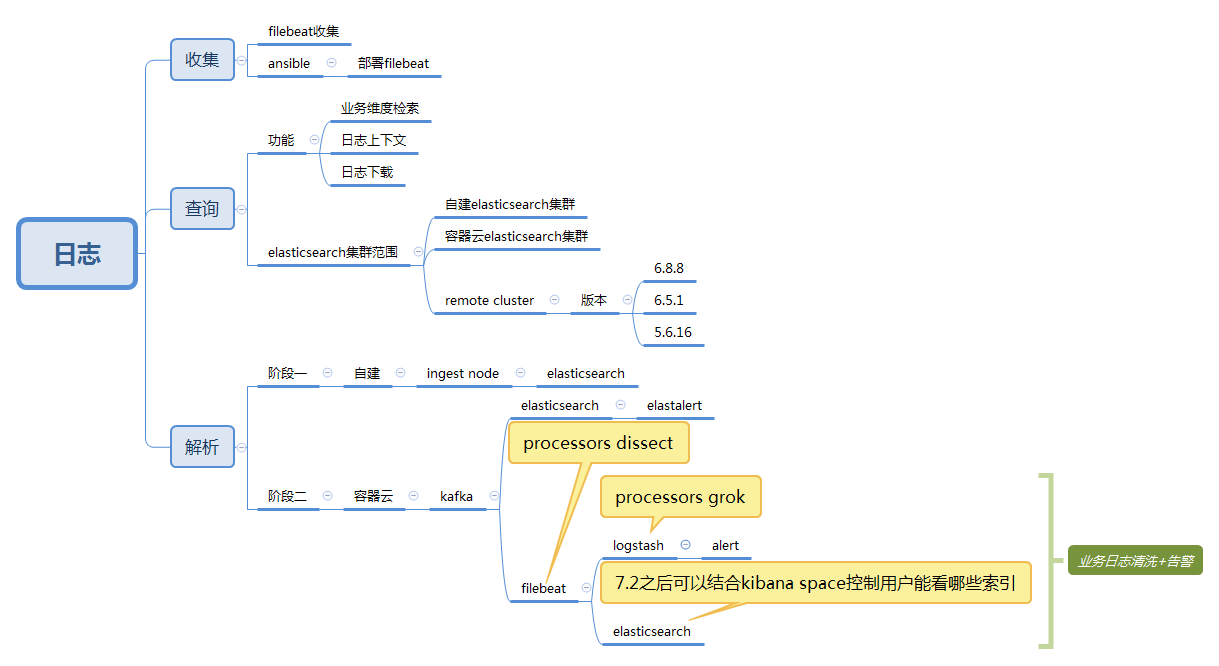 日志
收集
filebeat收集
ansible
部署filebeat
查询
功能
业务维度检索
日志上下文
日志下载
elasticsearch集群范围
自建elasticsearch集群
容器云elasticsearch集群
remote cluster
版本
6.8.8
6.5.1
5.6.16
解析
阶段一
自建
ingest node
elasticsearch
阶段二
容器云
kafka
elasticsearch
elastalert
processors dissect
filebeat
processors grok
logstash
alert
7.2之后可以结合kibana space控制用户能看哪些索引
elasticsearch
业务日志清洗+告警